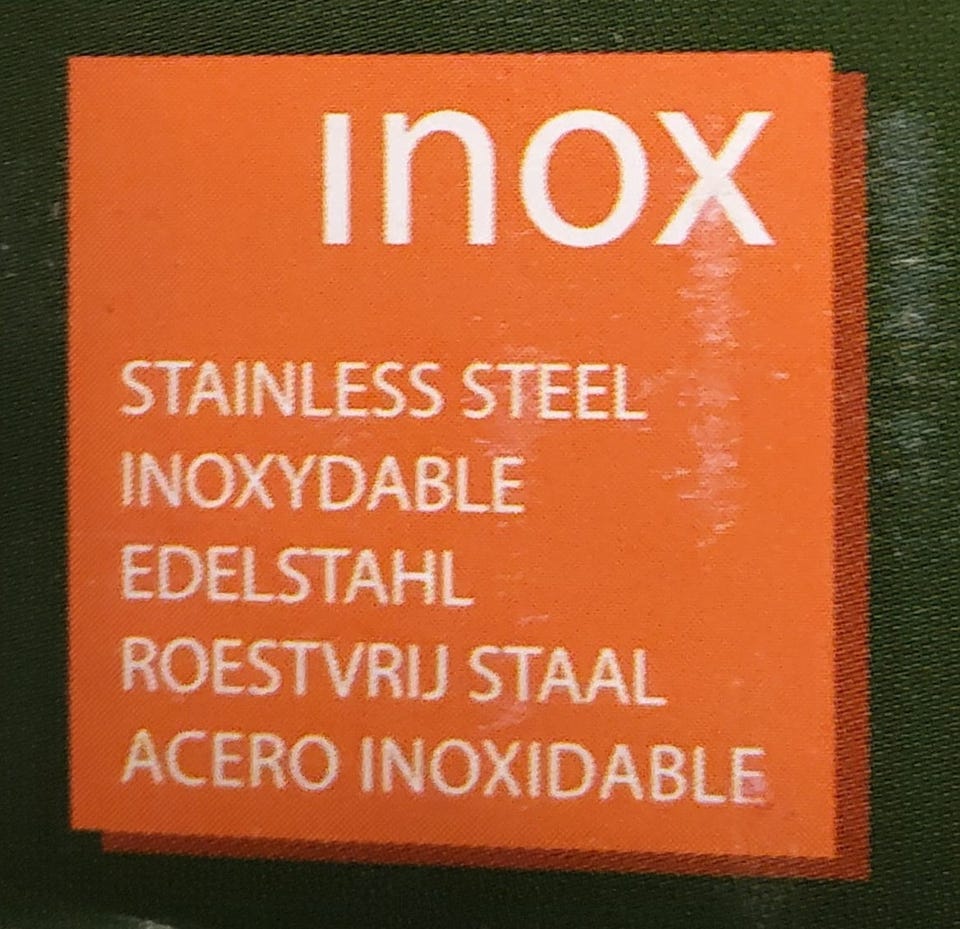 inox
STAINLESS STEEL
INOXYDABLE
EDELSTAHL
ROESTVRIJ STAAL
ACERO INOXIDABLE